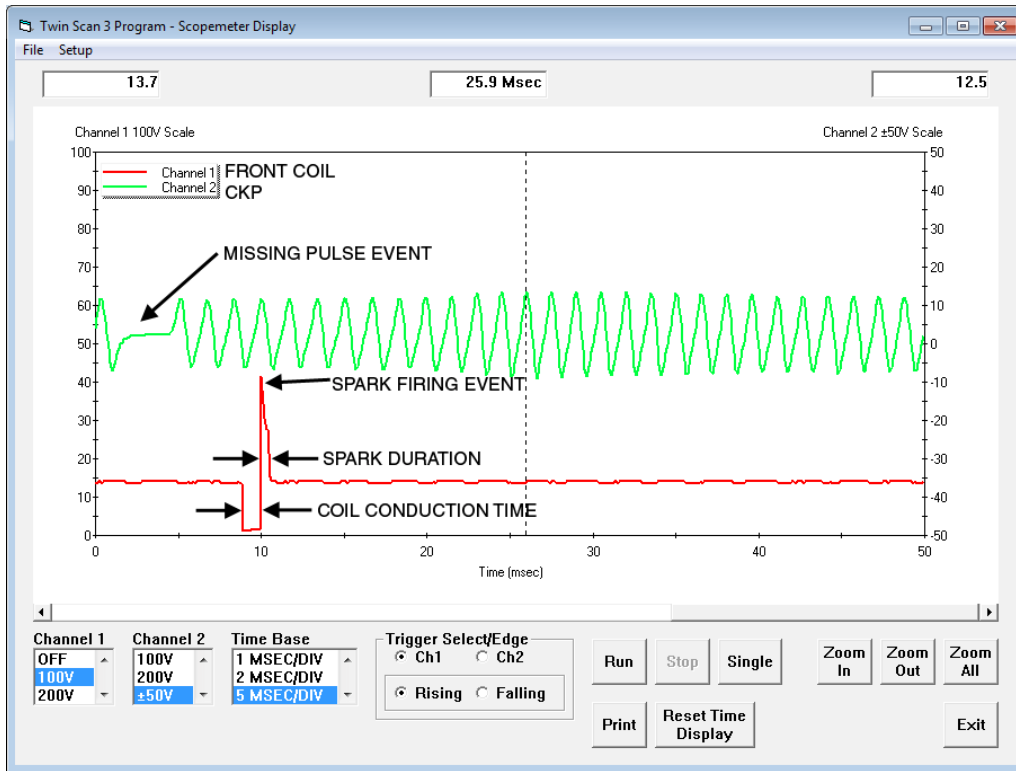 Twin Scan 3 Program - Scopemeter Display
File Setup
13.7 25.9 Msec 12.5
Channel 1 100V Scale Channel 2 ±50V Scale
100 50
Channel 1 FRONT COIL
Channel 2 CKP
90 40
80 30
MISSING PULSE EVENT
70 20
60 10
50 0
40 -10
SPARK FIRING EVENT
30 -20
20 -30
SPARK DURATION
10 -40
COIL CONDUCTION TIME
0 -50
0 10 20 30 40 50
Time (msec)
Channel 1 Channel 2 Time Base Trigger Select/Edge
OFF 100V 1 MSEC/DIV Ch1 Ch2
100V 200V 2 MSEC/DIV
200V ±50V 5 MSEC/DIV Rising Falling
Run Stop Single Zoom In Zoom Out Zoom All
Print Reset Time Display Exit